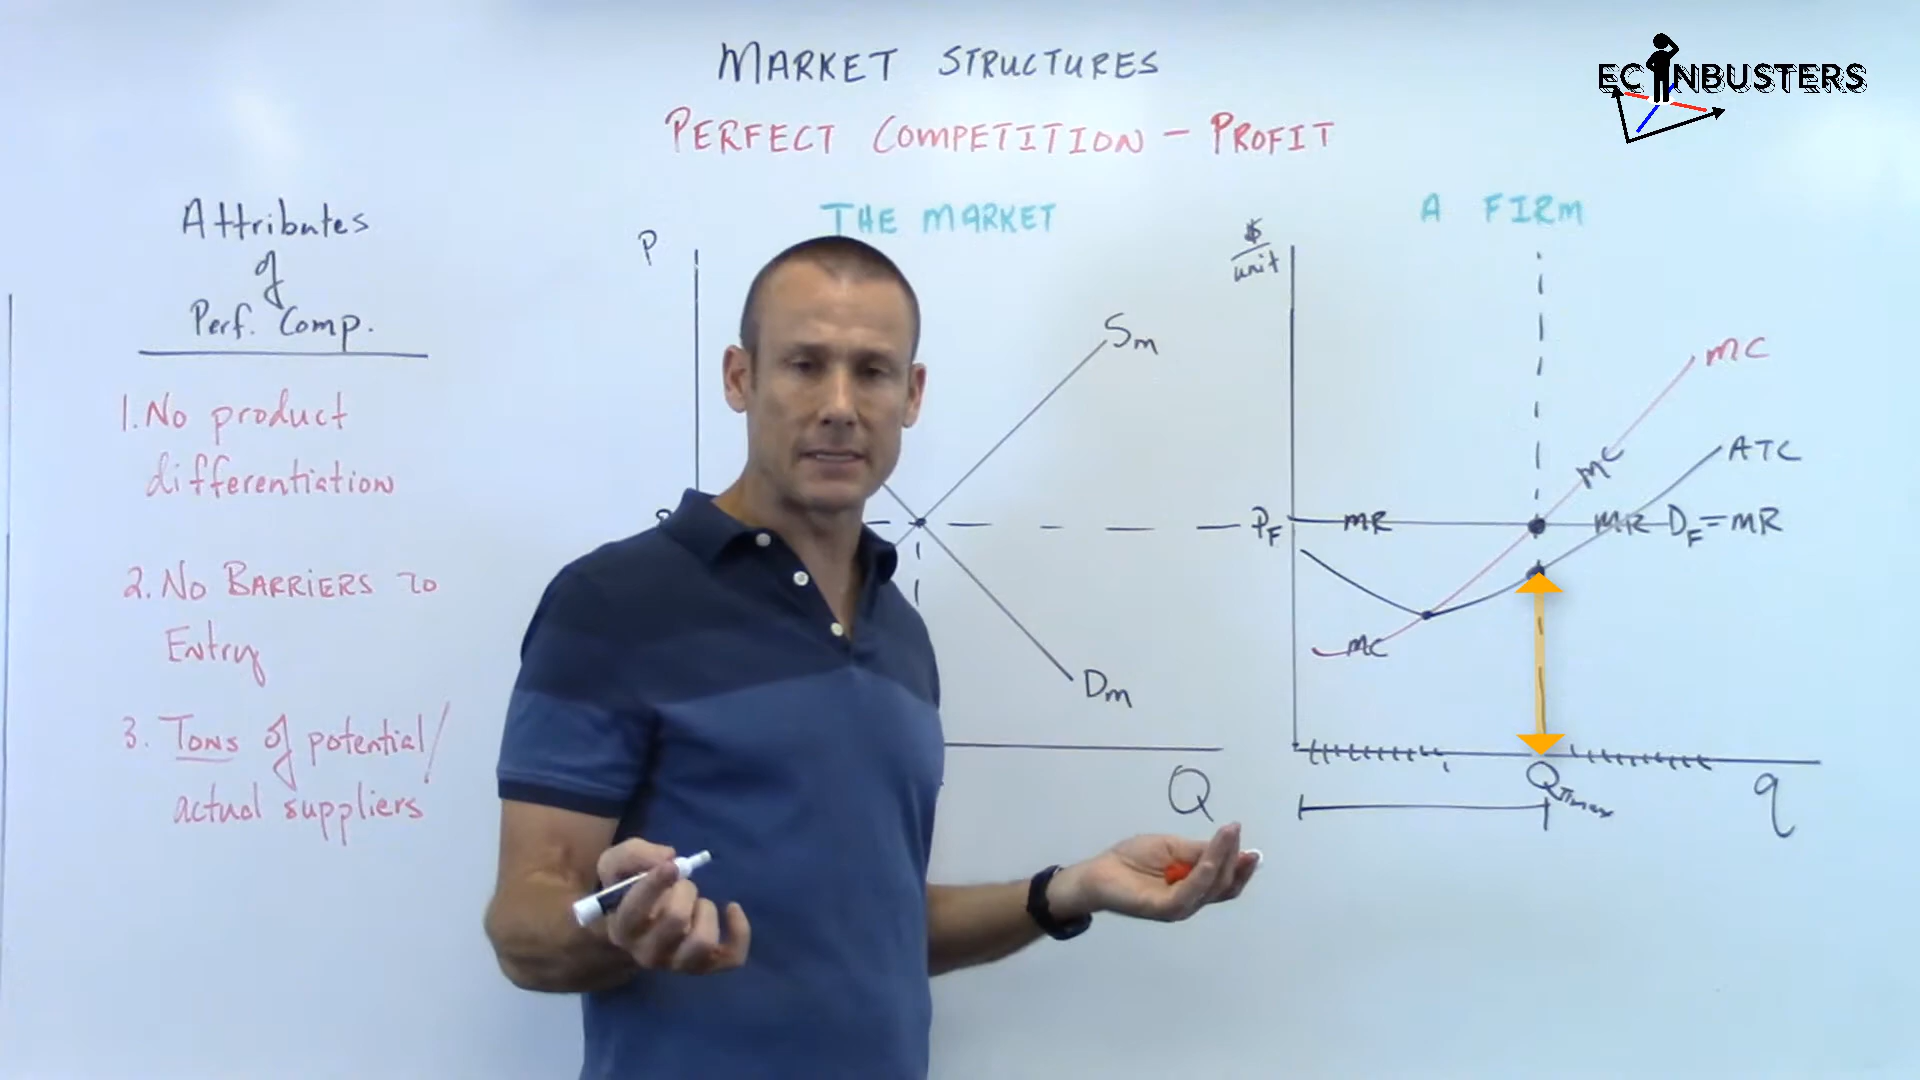 MARKET STRUCTURES
PERFECT COMPETITION - PROFIT
ECONBUSTERS
Attributes
of
Perf. Comp.
1. No product
differentiation
2. No BARRIERS TO
Entry
3. Tons of potential/
actual suppliers
THE MARKET
P
Sm
Dm
Q
A FIRM
$/unit
MC
MC
ATC
PF
MR
MR
DF = MR
MC
Qπmax
q